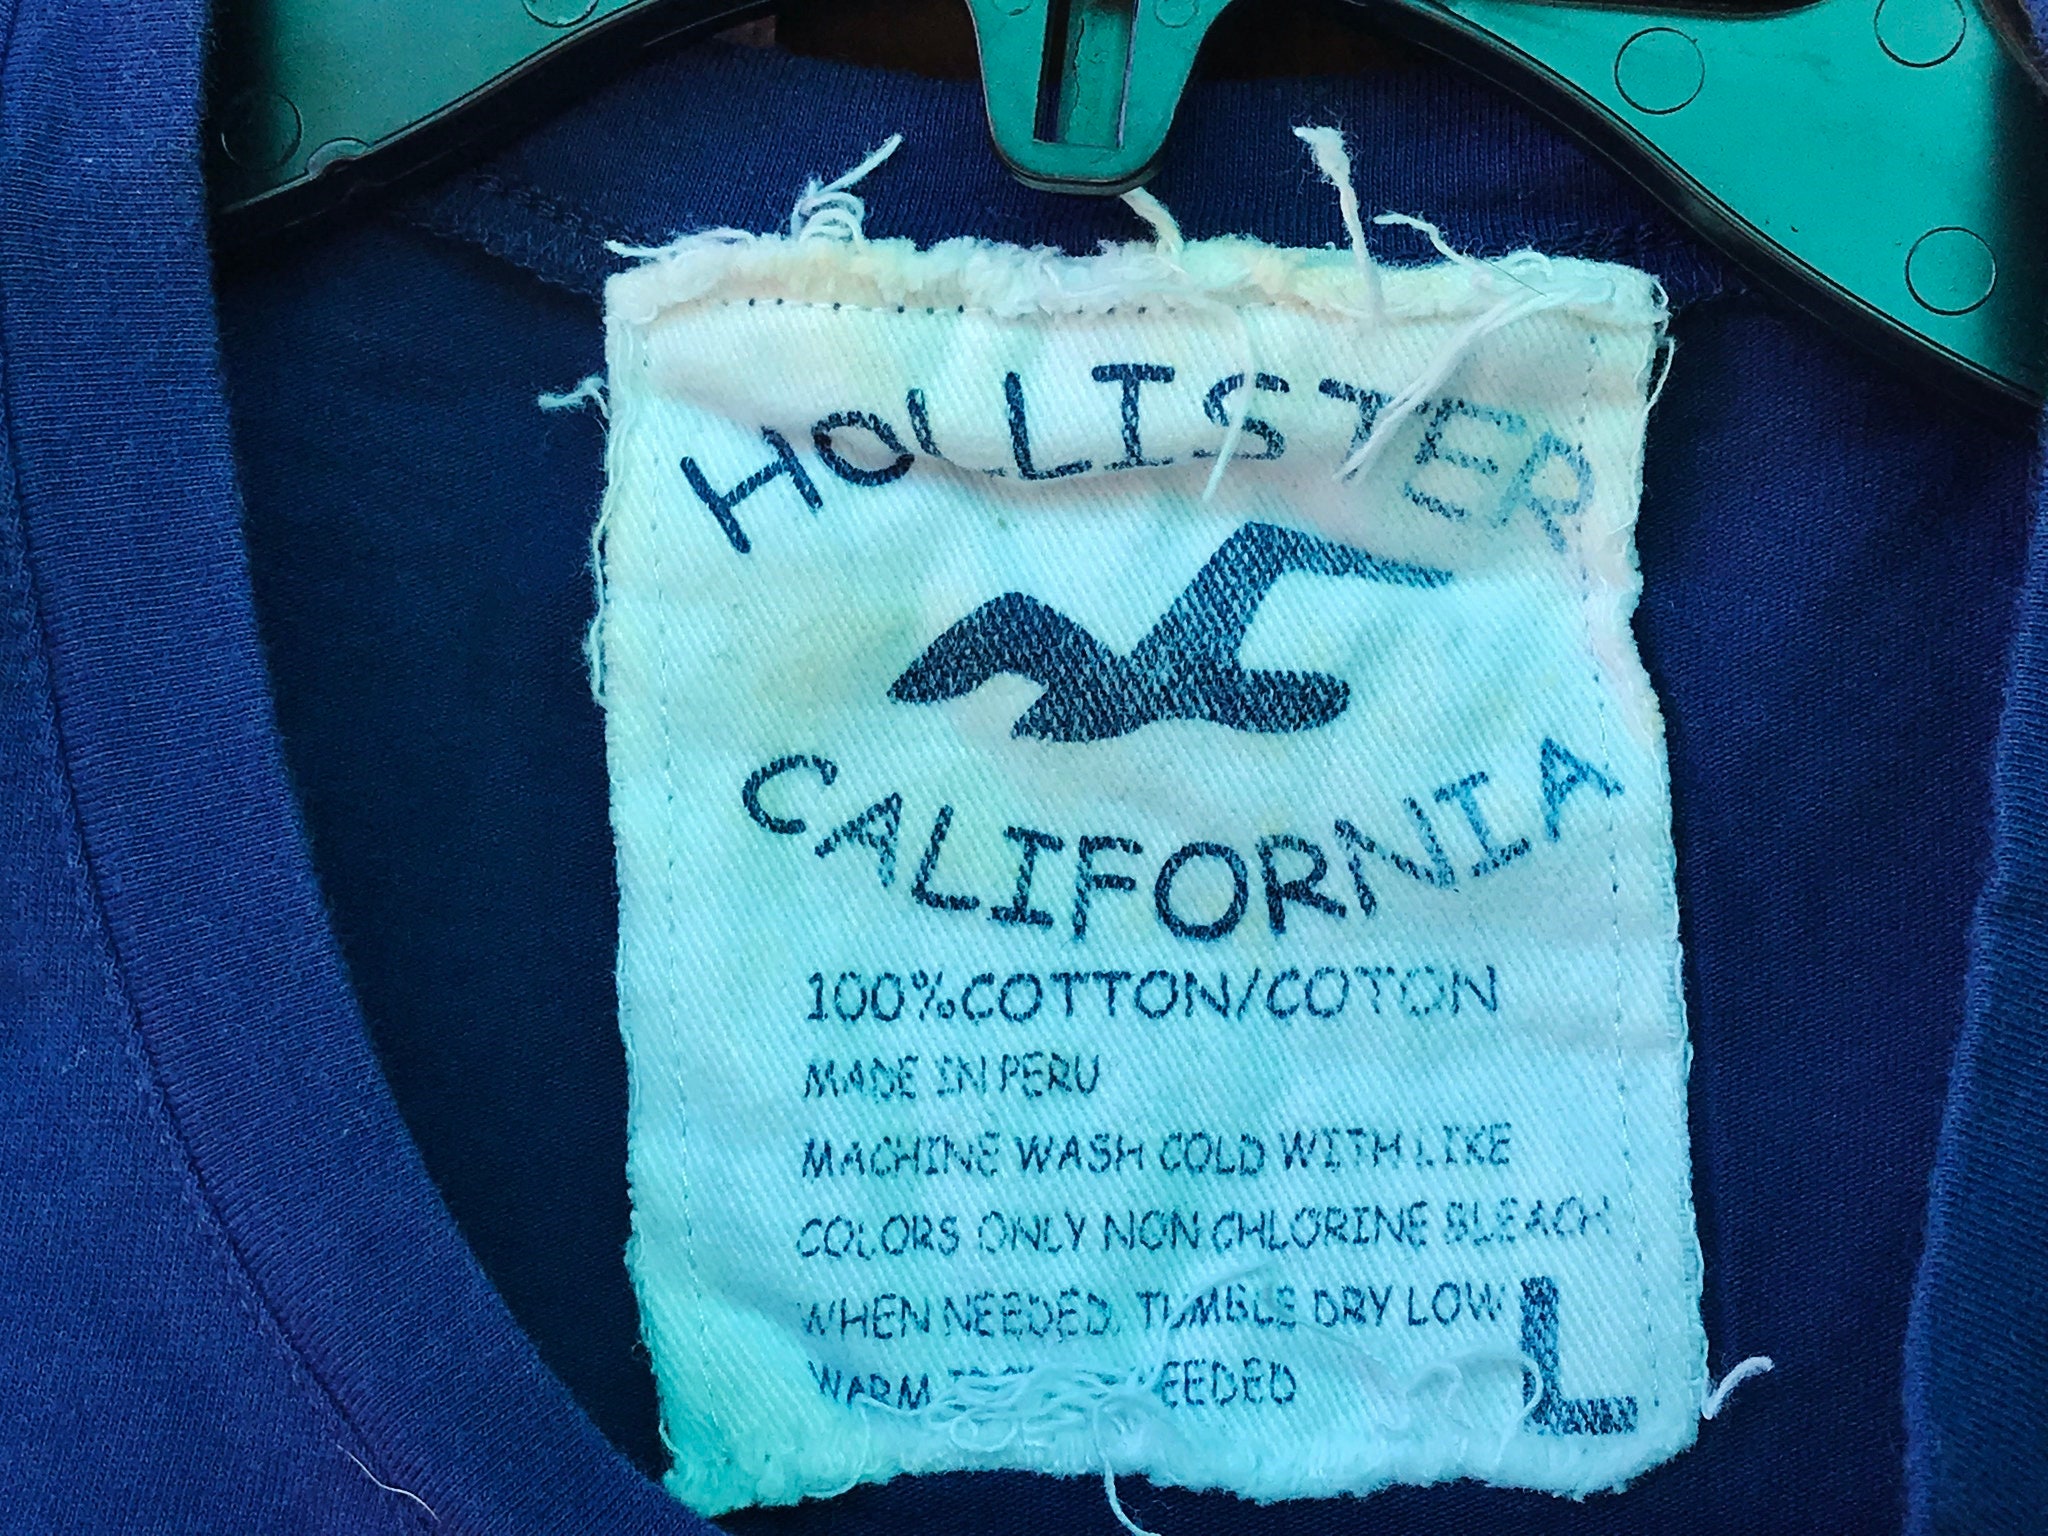 HOLLISTER
CALIFORNIA
100%COTTON/COTON
MADE IN PERU
MACHINE WASH COLD WITH LIKE
COLORS ONLY NON CHLORINE BLEACH
WHEN NEEDED. TUMBLE DRY LOW
WARM
L